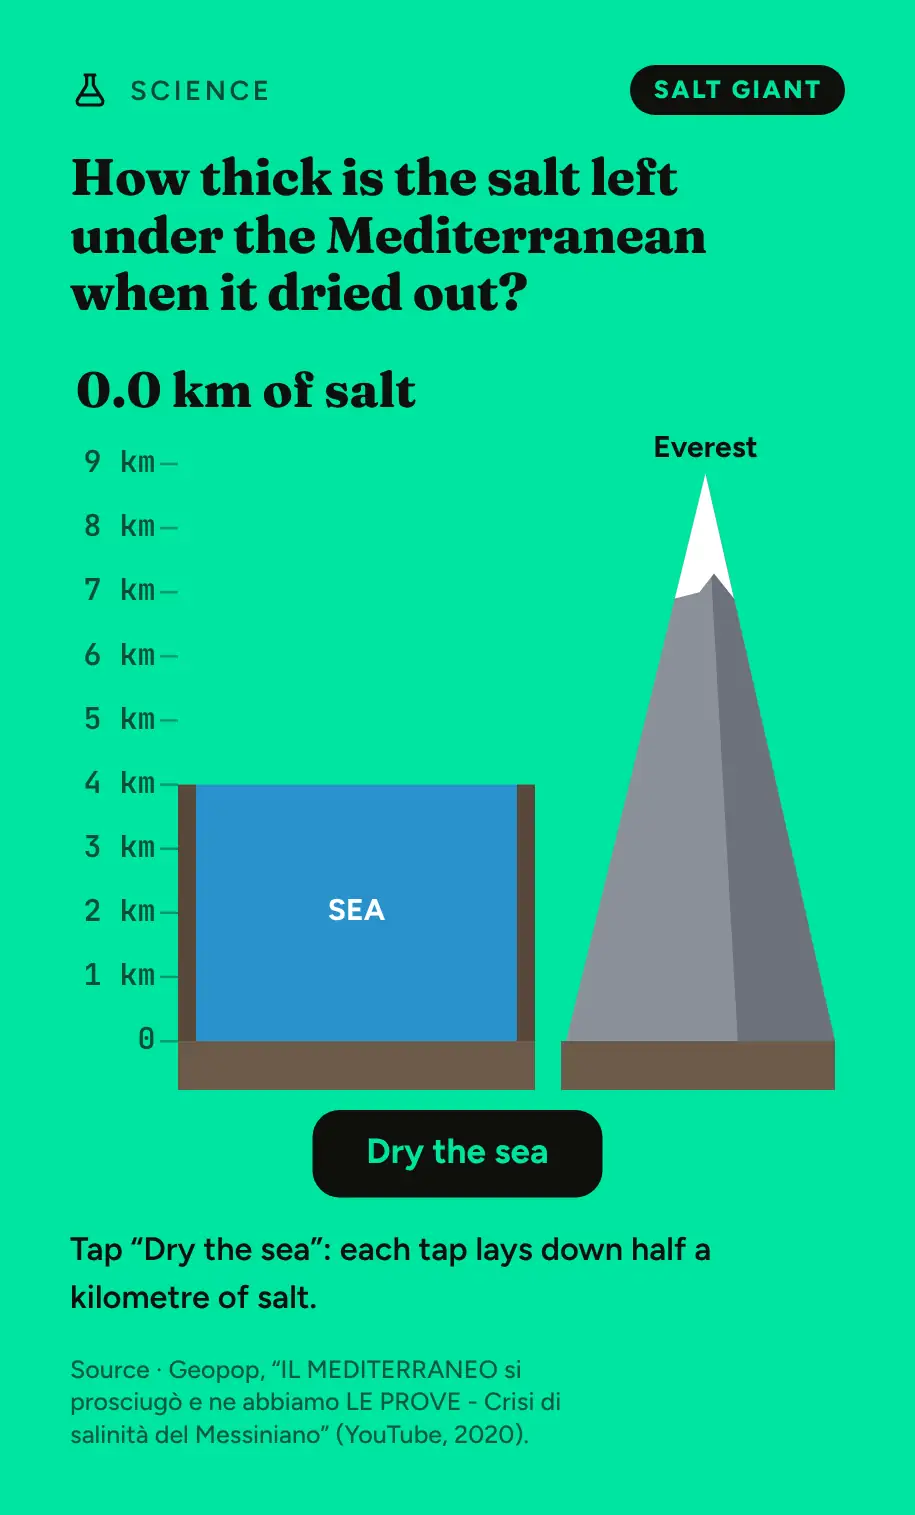 SCIENCE
SALT GIANT
How thick is the salt left
under the Mediterranean
when it dried out?
0.0 km of salt
Everest
9 km
8 km
7 km
6 km
5 km
4 km
3 km
2 km
1 km
0
SEA
Dry the sea
Tap “Dry the sea”: each tap lays down half a
kilometre of salt.
Source · Geopop, “IL MEDITERRANEO si
prosciugò e ne abbiamo LE PROVE - Crisi di
salinità del Messiniano” (YouTube, 2020).